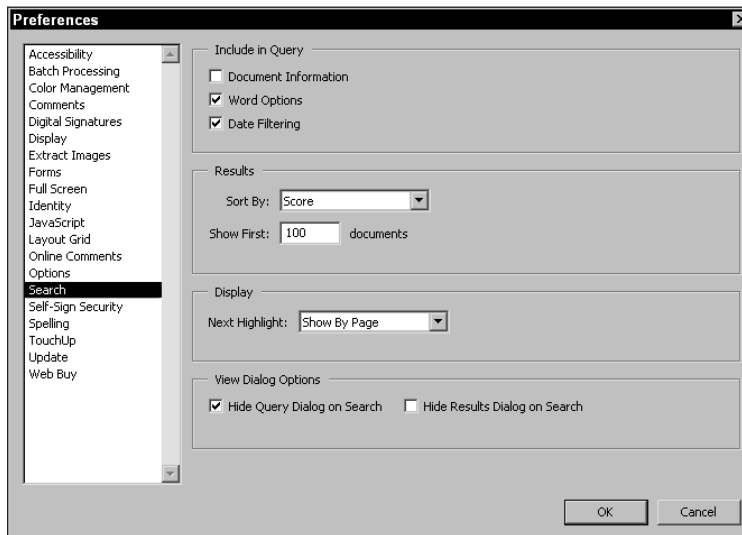 Preferences
Accessibility
Batch Processing
Color Management
Comments
Digital Signatures
Display
Extract Images
Forms
Full Screen
Identity
JavaScript
Layout Grid
Online Comments
Options
Search
Self-Sign Security
Spelling
TouchUp
Update
Web Buy
Include in Query
Document Information
Word Options
Date Filtering
Results
Sort By: Score
Show First: 100 documents
Display
Next Highlight: Show By Page
View Dialog Options
Hide Query Dialog on Search Hide Results Dialog on Search
OK Cancel